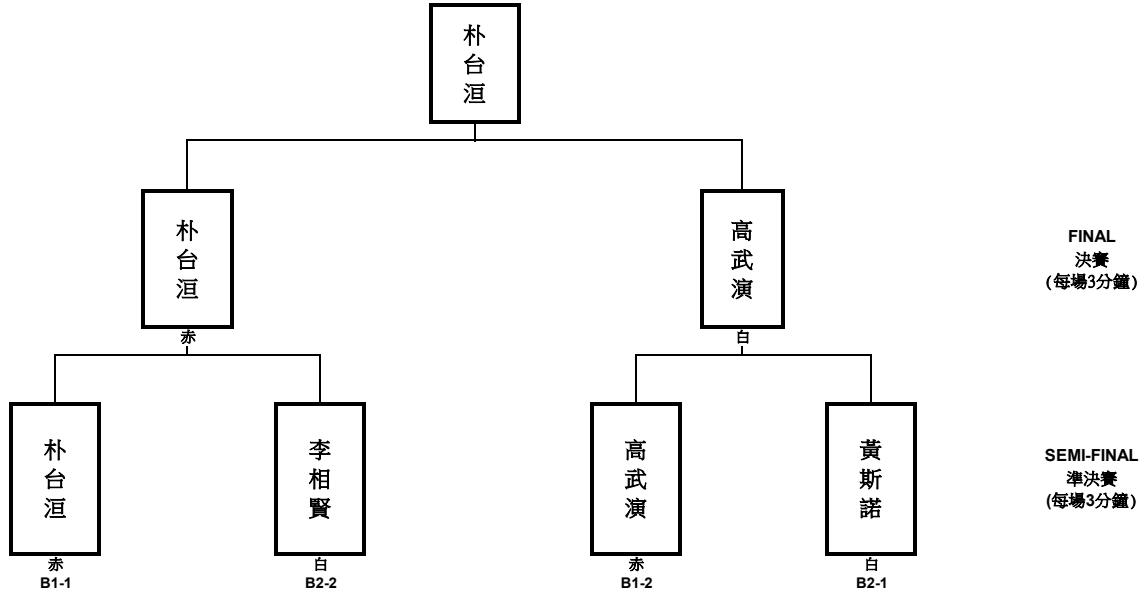 朴台洹
朴台洹
高武演
FINAL
決賽
(每場3分鐘)
赤
白
朴台洹
李相賢
高武演
黃斯諾
SEMI-FINAL
準決賽
(每場3分鐘)
赤
白
赤
白
B1-1
B2-2
B1-2
B2-1